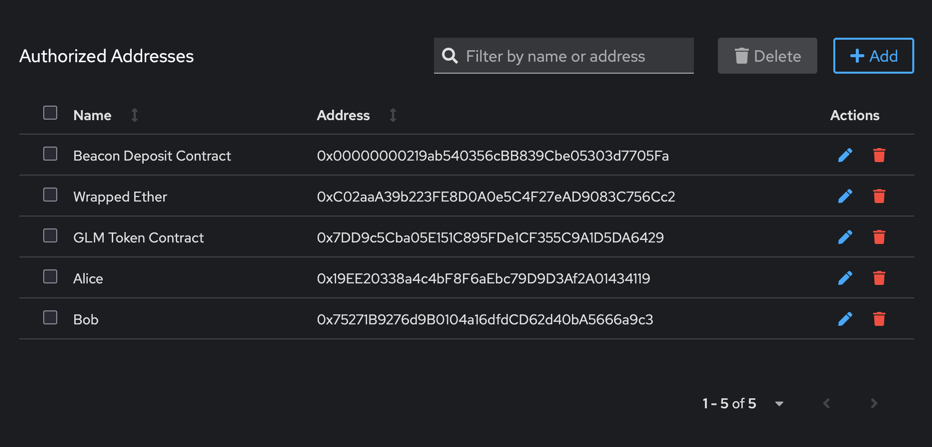 Authorized Addresses Filter by name or address Delete Add
Name Address Actions
Beacon Deposit Contract 0x00000000219ab540356cBB839Cbe05303d7705Fa
Wrapped Ether 0xC02aaA39b223FE8D0A0e5C4F27eAD9083C756Cc2
GLM Token Contract 0x7DD9c5Cba05E151C895FDe1CF355C9A1D5DA6429
Alice 0x19EE20338a4c4bF8F6aEbc79D9D3Af2A01434119
Bob 0x75271B9276d9B0104a16dfdCD62d40bA5666a9c3
1 - 5 of 5